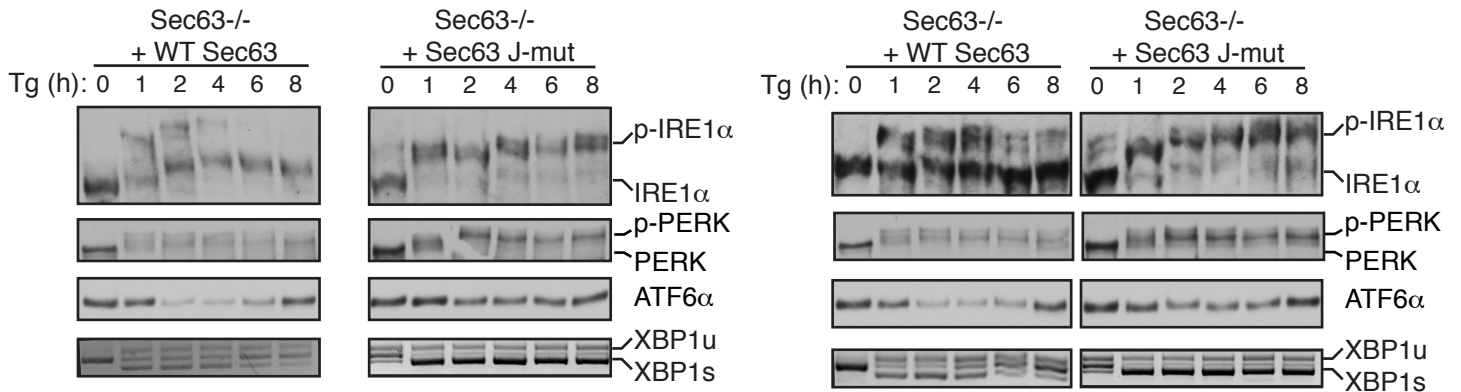 Sec63-/-
+ WT Sec63
Sec63-/-
+ Sec63 J-mut
Tg (h): 0 1 2 4 6 8
0 1 2 4 6 8
p-IRE1α
IRE1α
p-PERK
PERK
ATF6α
XBP1u
XBP1s
Sec63-/-
+ WT Sec63
Sec63-/-
+ Sec63 J-mut
Tg (h): 0 1 2 4 6 8
0 1 2 4 6 8
p-IRE1α
IRE1α
p-PERK
PERK
ATF6α
XBP1u
XBP1s